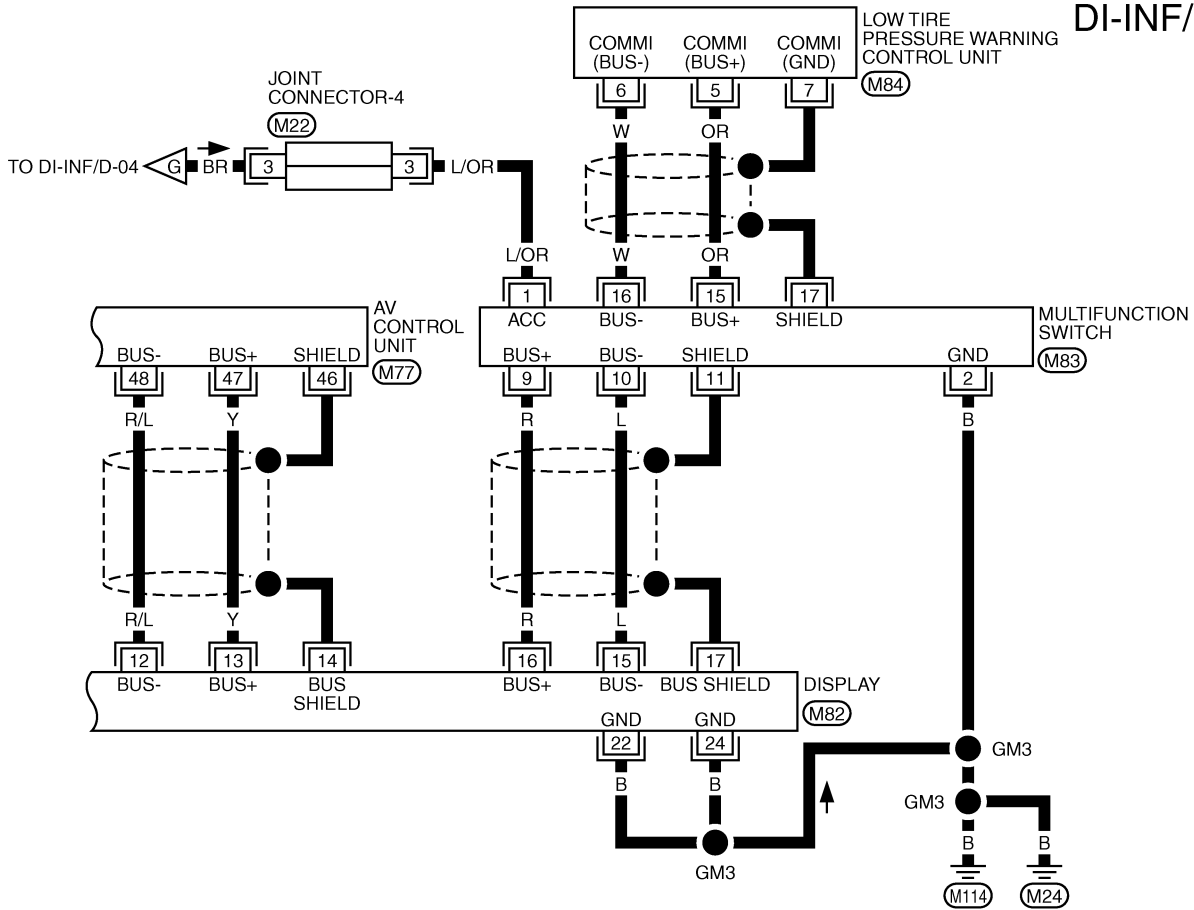 DI-INF/
LOW TIRE
PRESSURE WARNING
CONTROL UNIT
M84
COMMI
(BUS-)
COMMI
(BUS+)
COMMI
(GND)
6
5
7
JOINT
CONNECTOR-4
M22
W
OR
TO DI-INF/D-04
G
BR
3
3
L/OR
L/OR
W
OR
1
16
15
17
ACC
BUS-
BUS+
SHIELD
MULTIFUNCTION
SWITCH
M83
AV
CONTROL
UNIT
M77
BUS-
BUS+
SHIELD
BUS+
BUS-
SHIELD
GND
48
47
46
9
10
11
2
R/L
Y
R
L
B
R/L
Y
R
L
12
13
14
16
15
17
BUS-
BUS+
BUS
SHIELD
BUS+
BUS-
BUS SHIELD
DISPLAY
M82
GND
GND
22
24
B
B
GM3
GM3
GM3
B
B
M114
M24